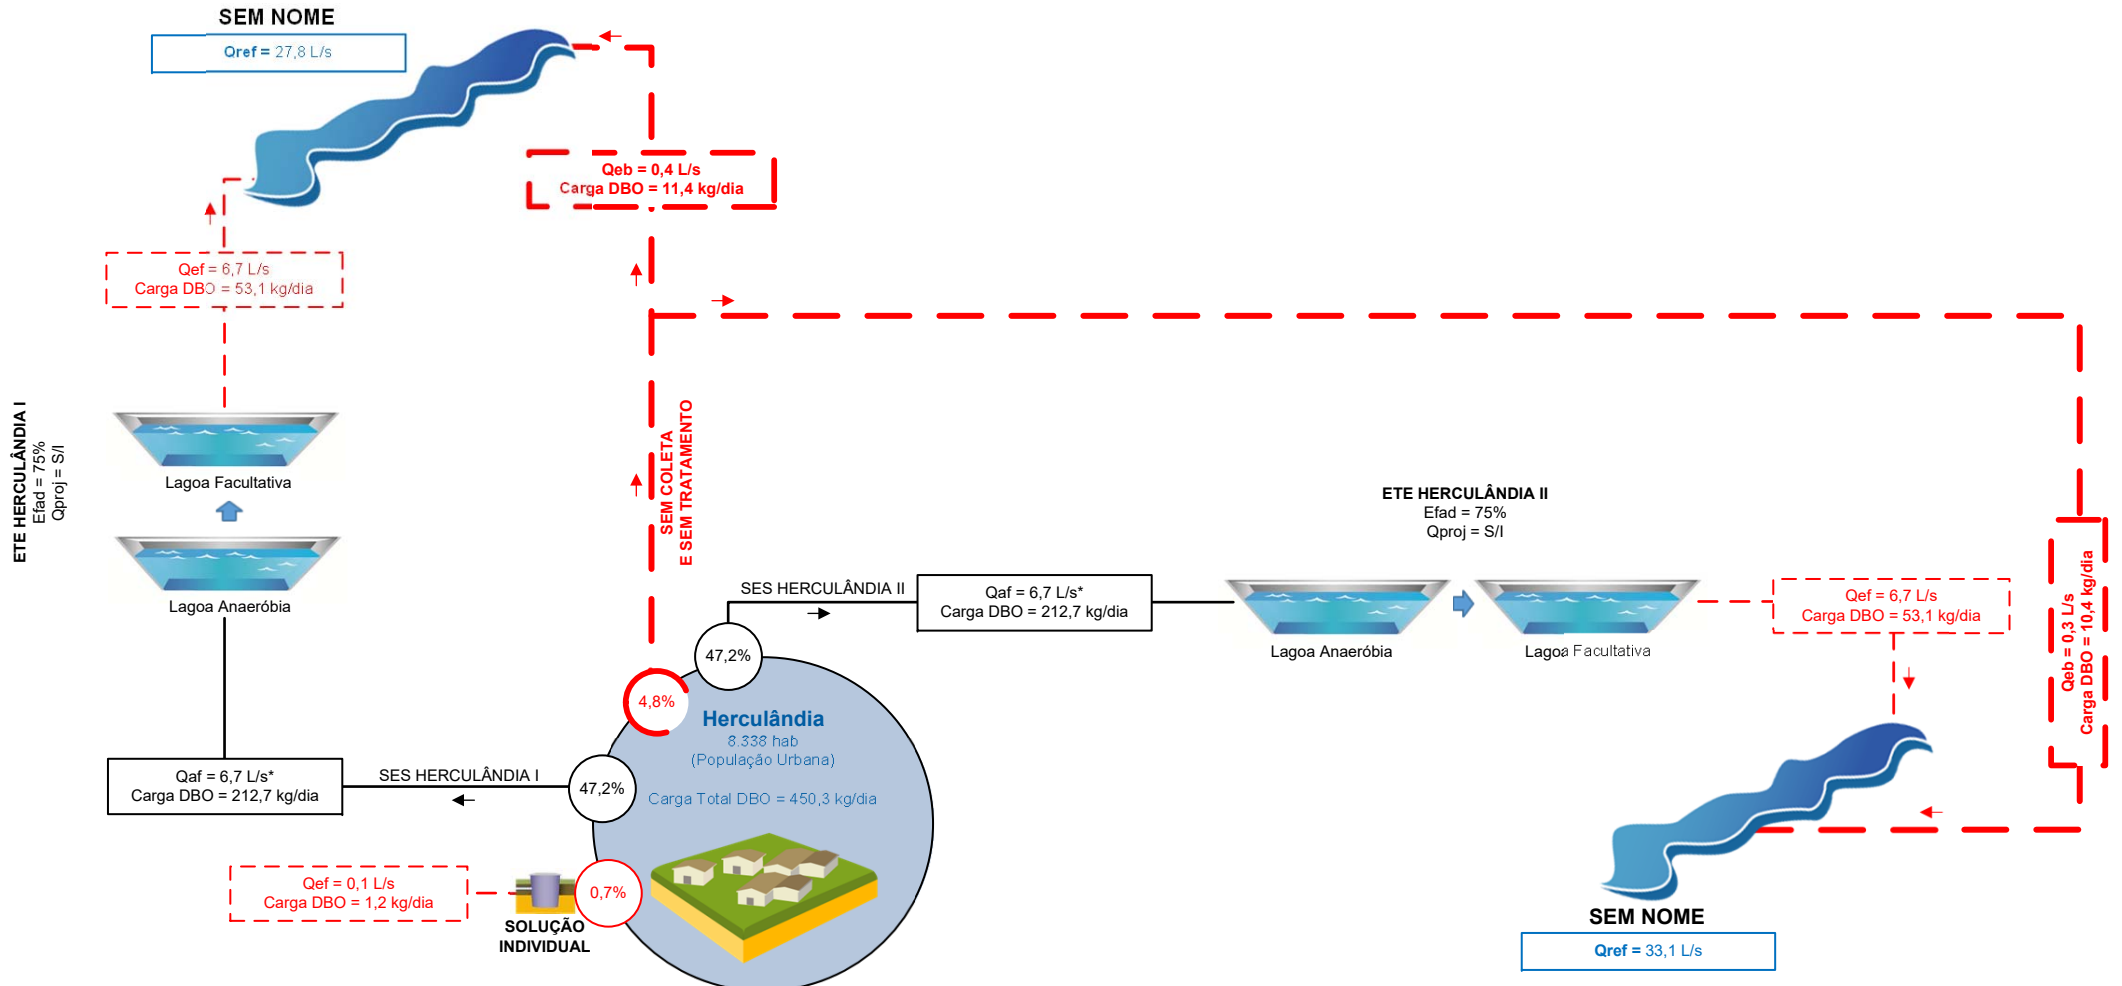 SEM NOME
Qref = 27,8 L/s
Qeb = 0,4 L/s
Carga DBO = 11,4 kg/dia
Qef = 6,7 L/s
Carga DBO = 53,1 kg/dia
ETE HERCULÂNDIA I
Efad = 75%
Qproj = S/I
Lagoa Facultativa
Lagoa Anaeróbia
SEM COLETA
E SEM TRATAMENTO
ETE HERCULÂNDIA II
Efad = 75%
Qproj = S/I
SES HERCULÂNDIA II
Qaf = 6,7 L/s*
Carga DBO = 212,7 kg/dia
Lagoa Anaeróbia
Lagoa Facultativa
Qef = 6,7 L/s
Carga DBO = 53,1 kg/dia
Qeb = 0,3 L/s
Carga DBO = 10,4 kg/dia
47,2%
4,8%
Herculândia
8.338 hab
(População Urbana)
Carga Total DBO = 450,3 kg/dia
47,2%
SES HERCULÂNDIA I
Qaf = 6,7 L/s*
Carga DBO = 212,7 kg/dia
Qef = 0,1 L/s
Carga DBO = 1,2 kg/dia
0,7%
SOLUÇÃO
INDIVIDUAL
SEM NOME
Qref = 33,1 L/s